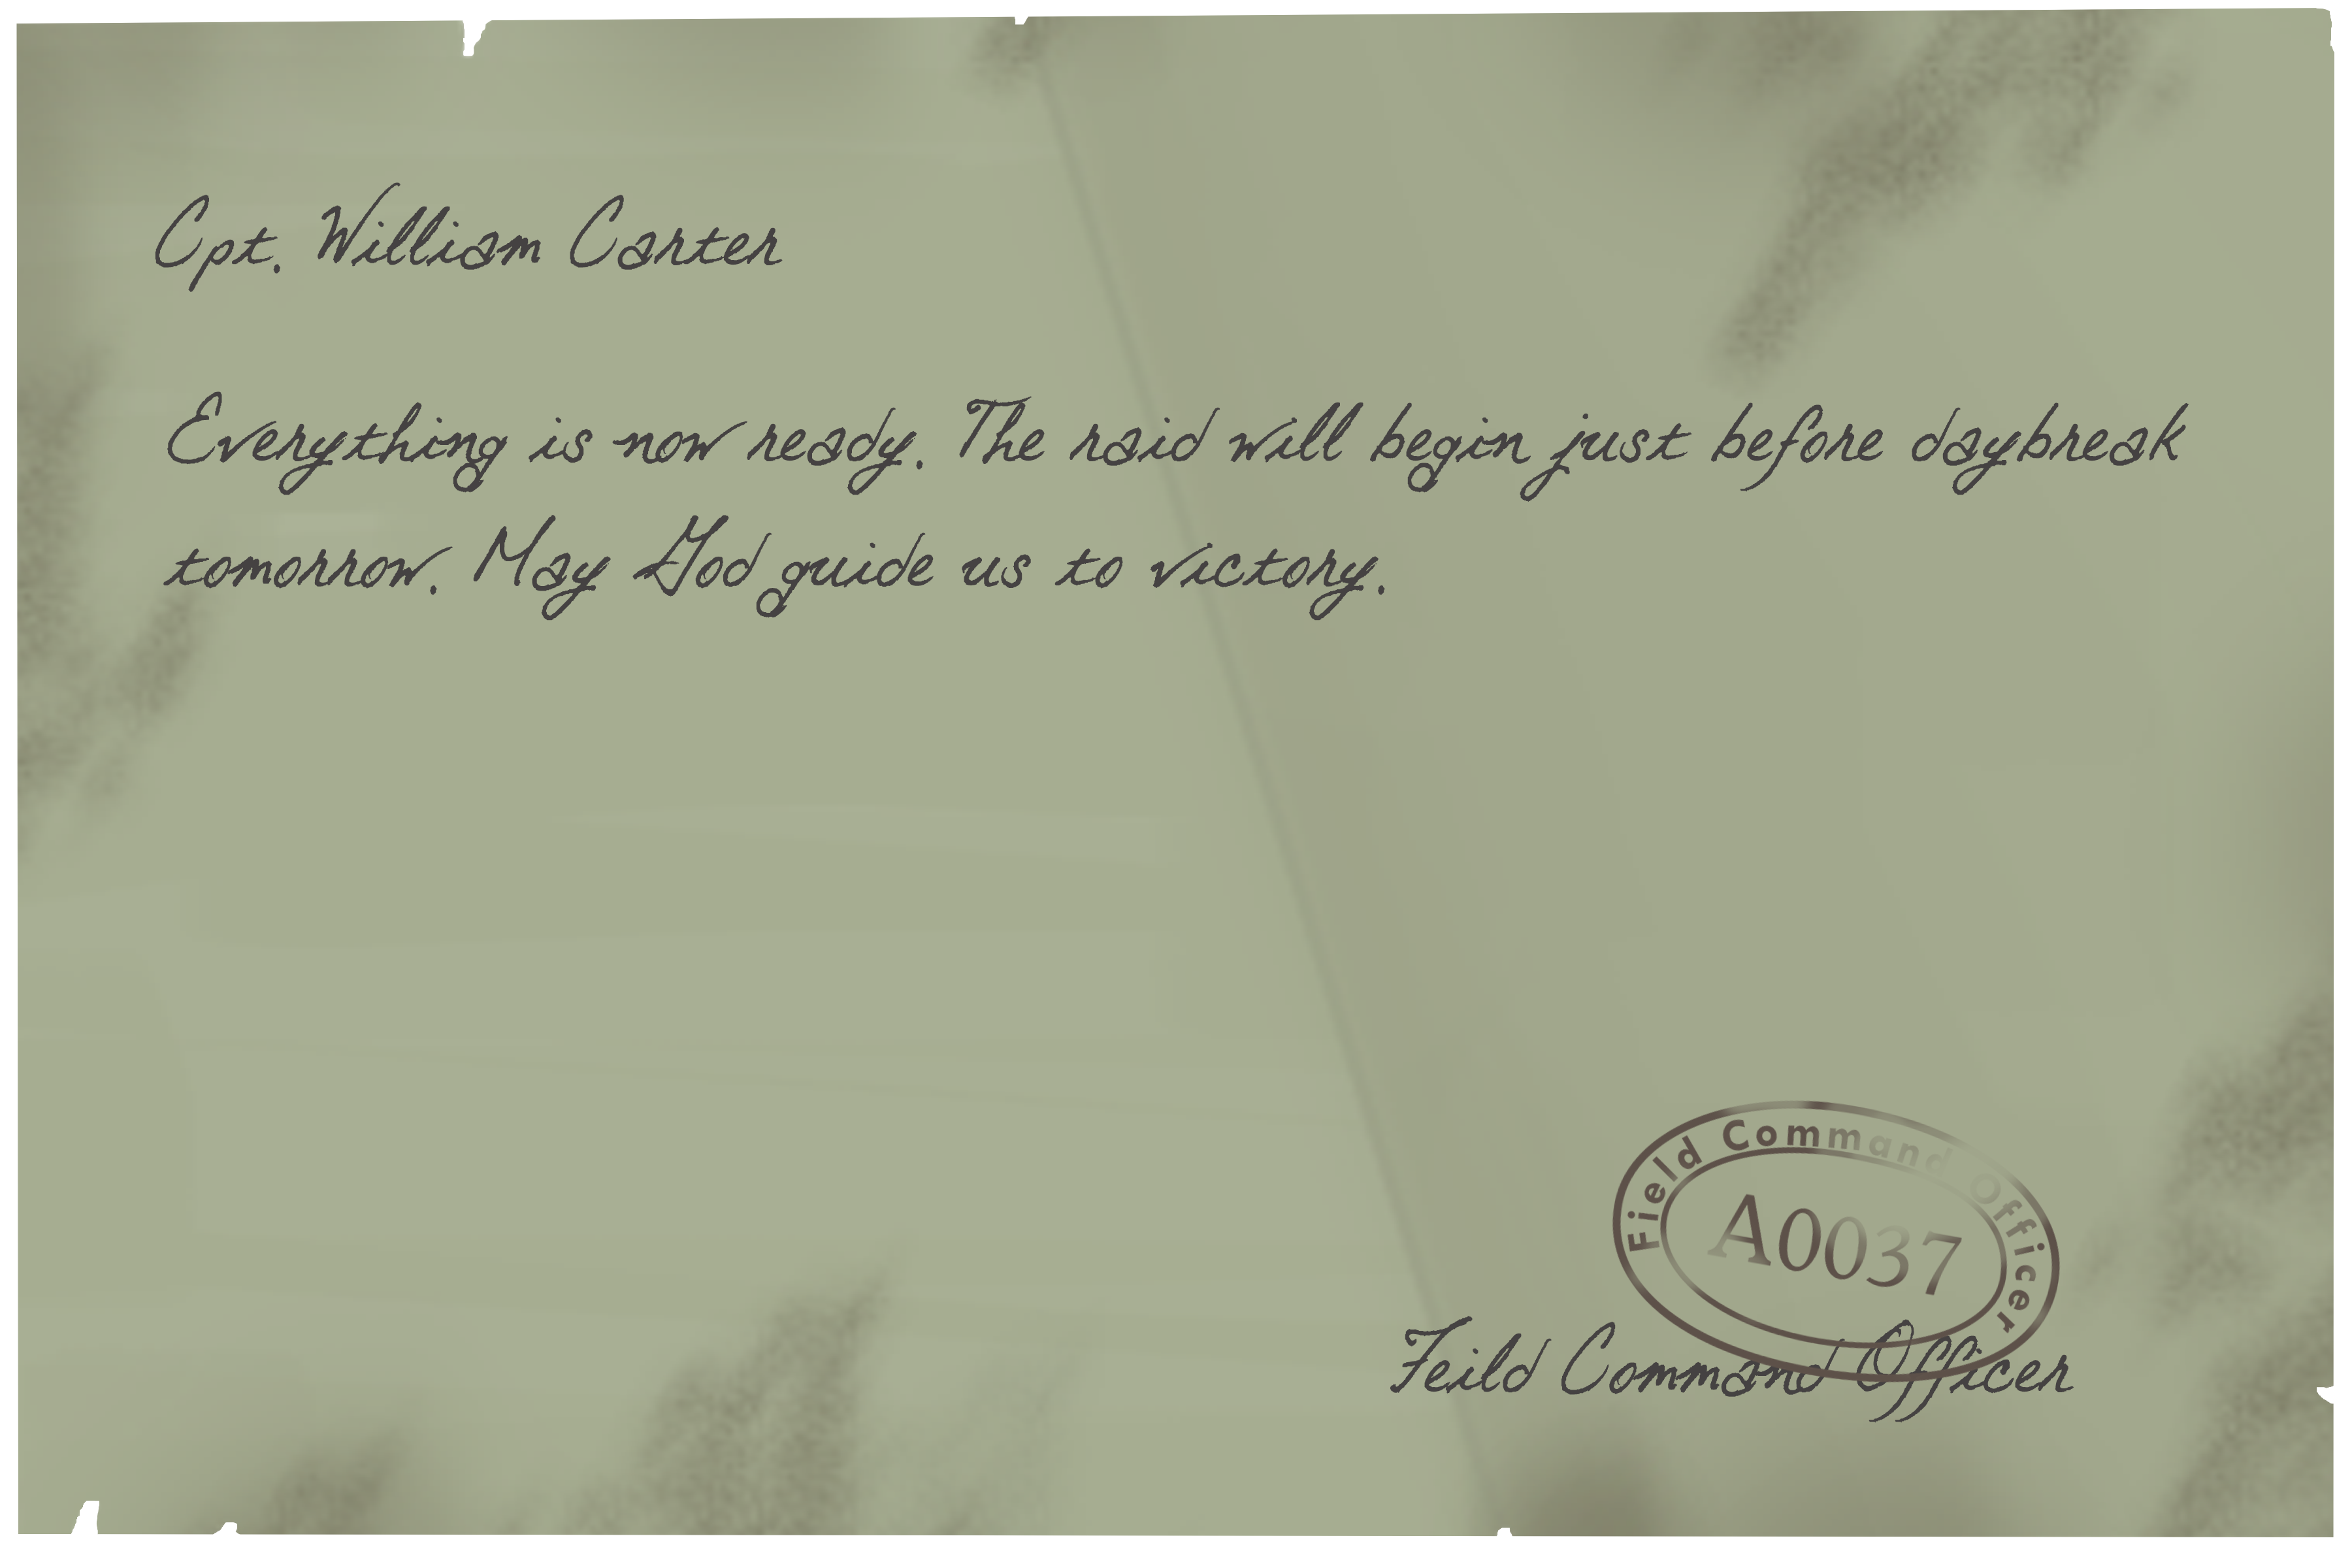 Cpt. William Carter
Everything is now ready. The raid will begin just before daybreak
tomorrow. May God guide us to victory.
Field Command Officer
A0037
Feild Command Officer